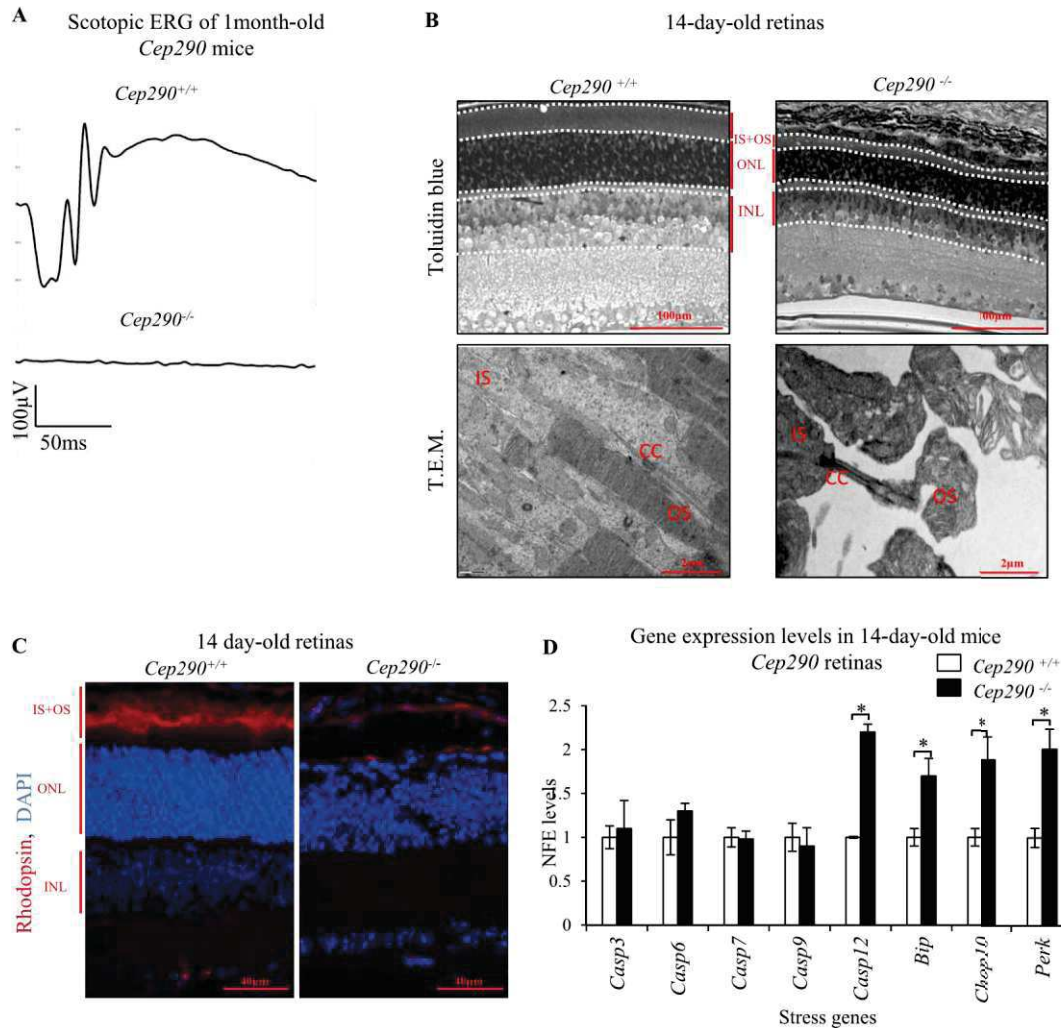 A
Scotopic ERG of 1month-old
Cep290 mice
Cep290+/+
Cep290-/-
100µV
50ms
B
14-day-old retinas
Cep290 +/+
Cep290 -/-
Toluidin blue
IS+OS
ONL
INL
100µm
100µm
T.E.M.
IS
CC
OS
2µm
IS
CC
OS
2µm
C
14 day-old retinas
Cep290+/+
Cep290-/-
Rhodopsin, DAPI
IS+OS
ONL
INL
40µm
40µm
D
Gene expression levels in 14-day-old mice
Cep290 retinas
Cep290 +/+
Cep290 -/-
NFE levels
2.5
2
1.5
1
0.5
0
*
*
*
*
Casp3
Casp6
Casp7
Casp9
Casp12
Bip
Chop10
Perk
Stress genes